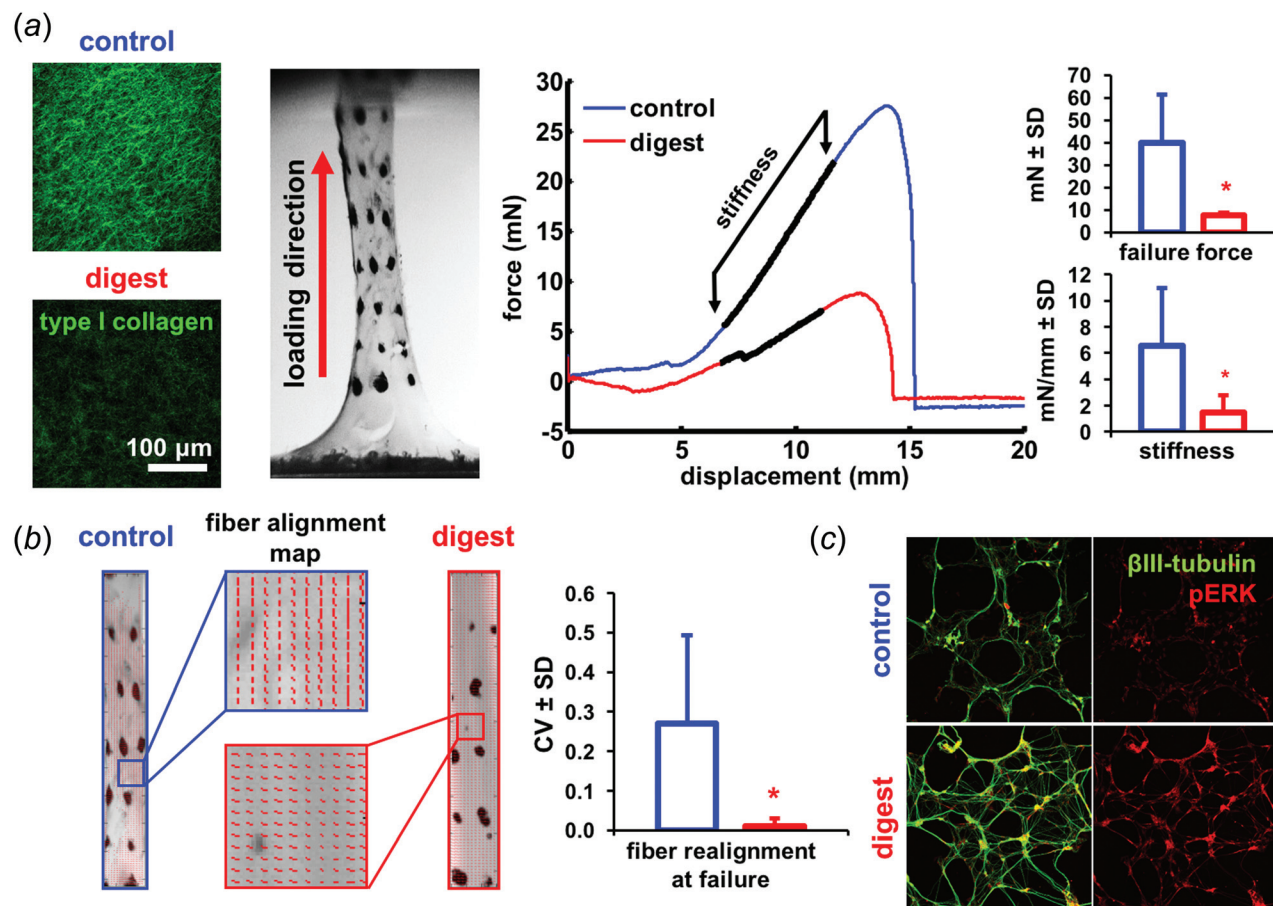 (a)
control
digest
type I collagen
100 µm
loading direction
force (mN)
30
25
20
15
10
5
0
-5
control
digest
stiffness
0
5
10
15
20
displacement (mm)
mN ± SD
70
60
50
40
30
20
10
0
*
failure force
mN/mm ± SD
12
10
8
6
4
2
0
*
stiffness
(b)
control
fiber alignment
map
digest
CV ± SD
0.6
0.5
0.4
0.3
0.2
0.1
0.0
*
fiber realignment
at failure
(c)
control
digest
βIII-tubulin
pERK